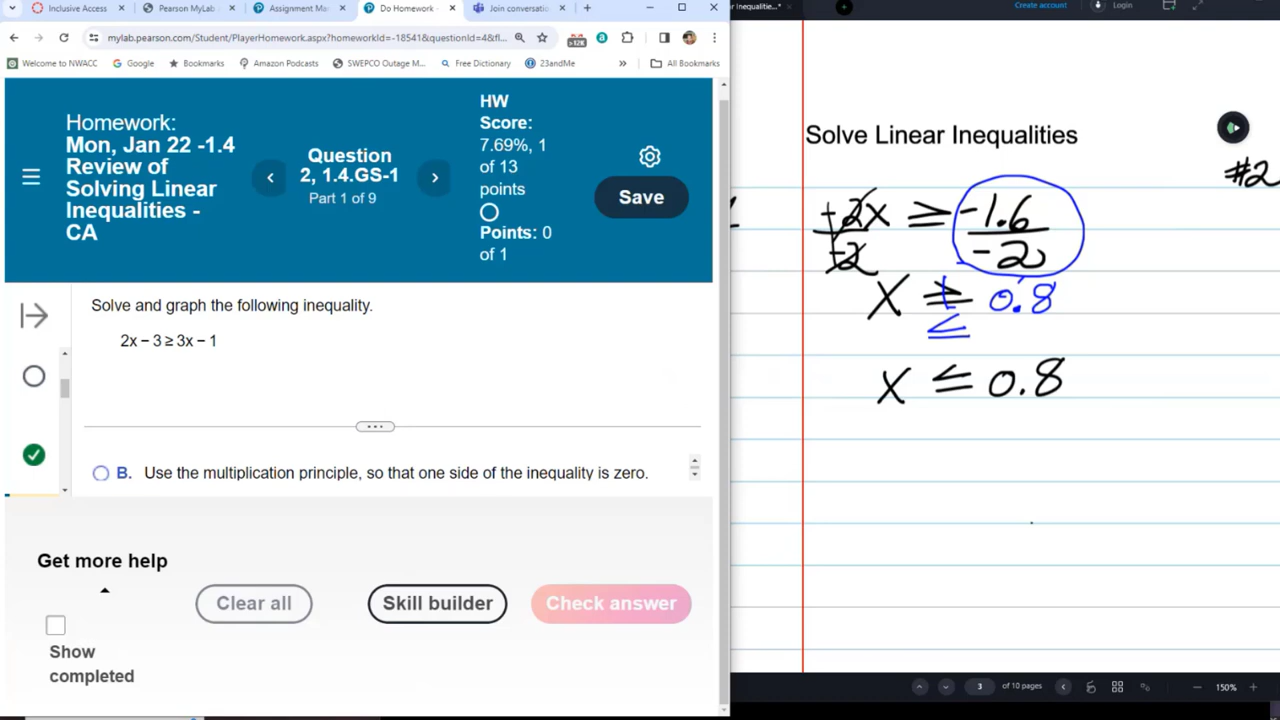 Inclusive Access
Pearson MyLab
Assignment Ma
Do Homework -
Join conversati
mylab.pearson.com/Student/PlayerHomework.aspx?homeworkId=-18541&questionId=4&fl...
Welcome to NWACC
Google
Bookmarks
Amazon Podcasts
SWEPCO Outage M...
Free Dictionary
23andMe
»
All Bookmarks
Homework:
Mon, Jan 22 -1.4
Review of
Solving Linear
Inequalities -
CA
Question
2, 1.4.GS-1
Part 1 of 9
HW
Score:
7.69%, 1
of 13
points
Points: 0
of 1
Save
Solve and graph the following inequality.
2x − 3 ≥ 3x − 1
B. Use the multiplication principle, so that one side of the inequality is zero.
Get more help
Clear all
Skill builder
Check answer
Show
completed
ear Inequalities...*
Create account
Login
Solve Linear Inequalities
#2
-2x ≥ -1.6
-2 -2
x ≥ 0.8
≤
x ≤ 0.8
3 of 10 pages
150%